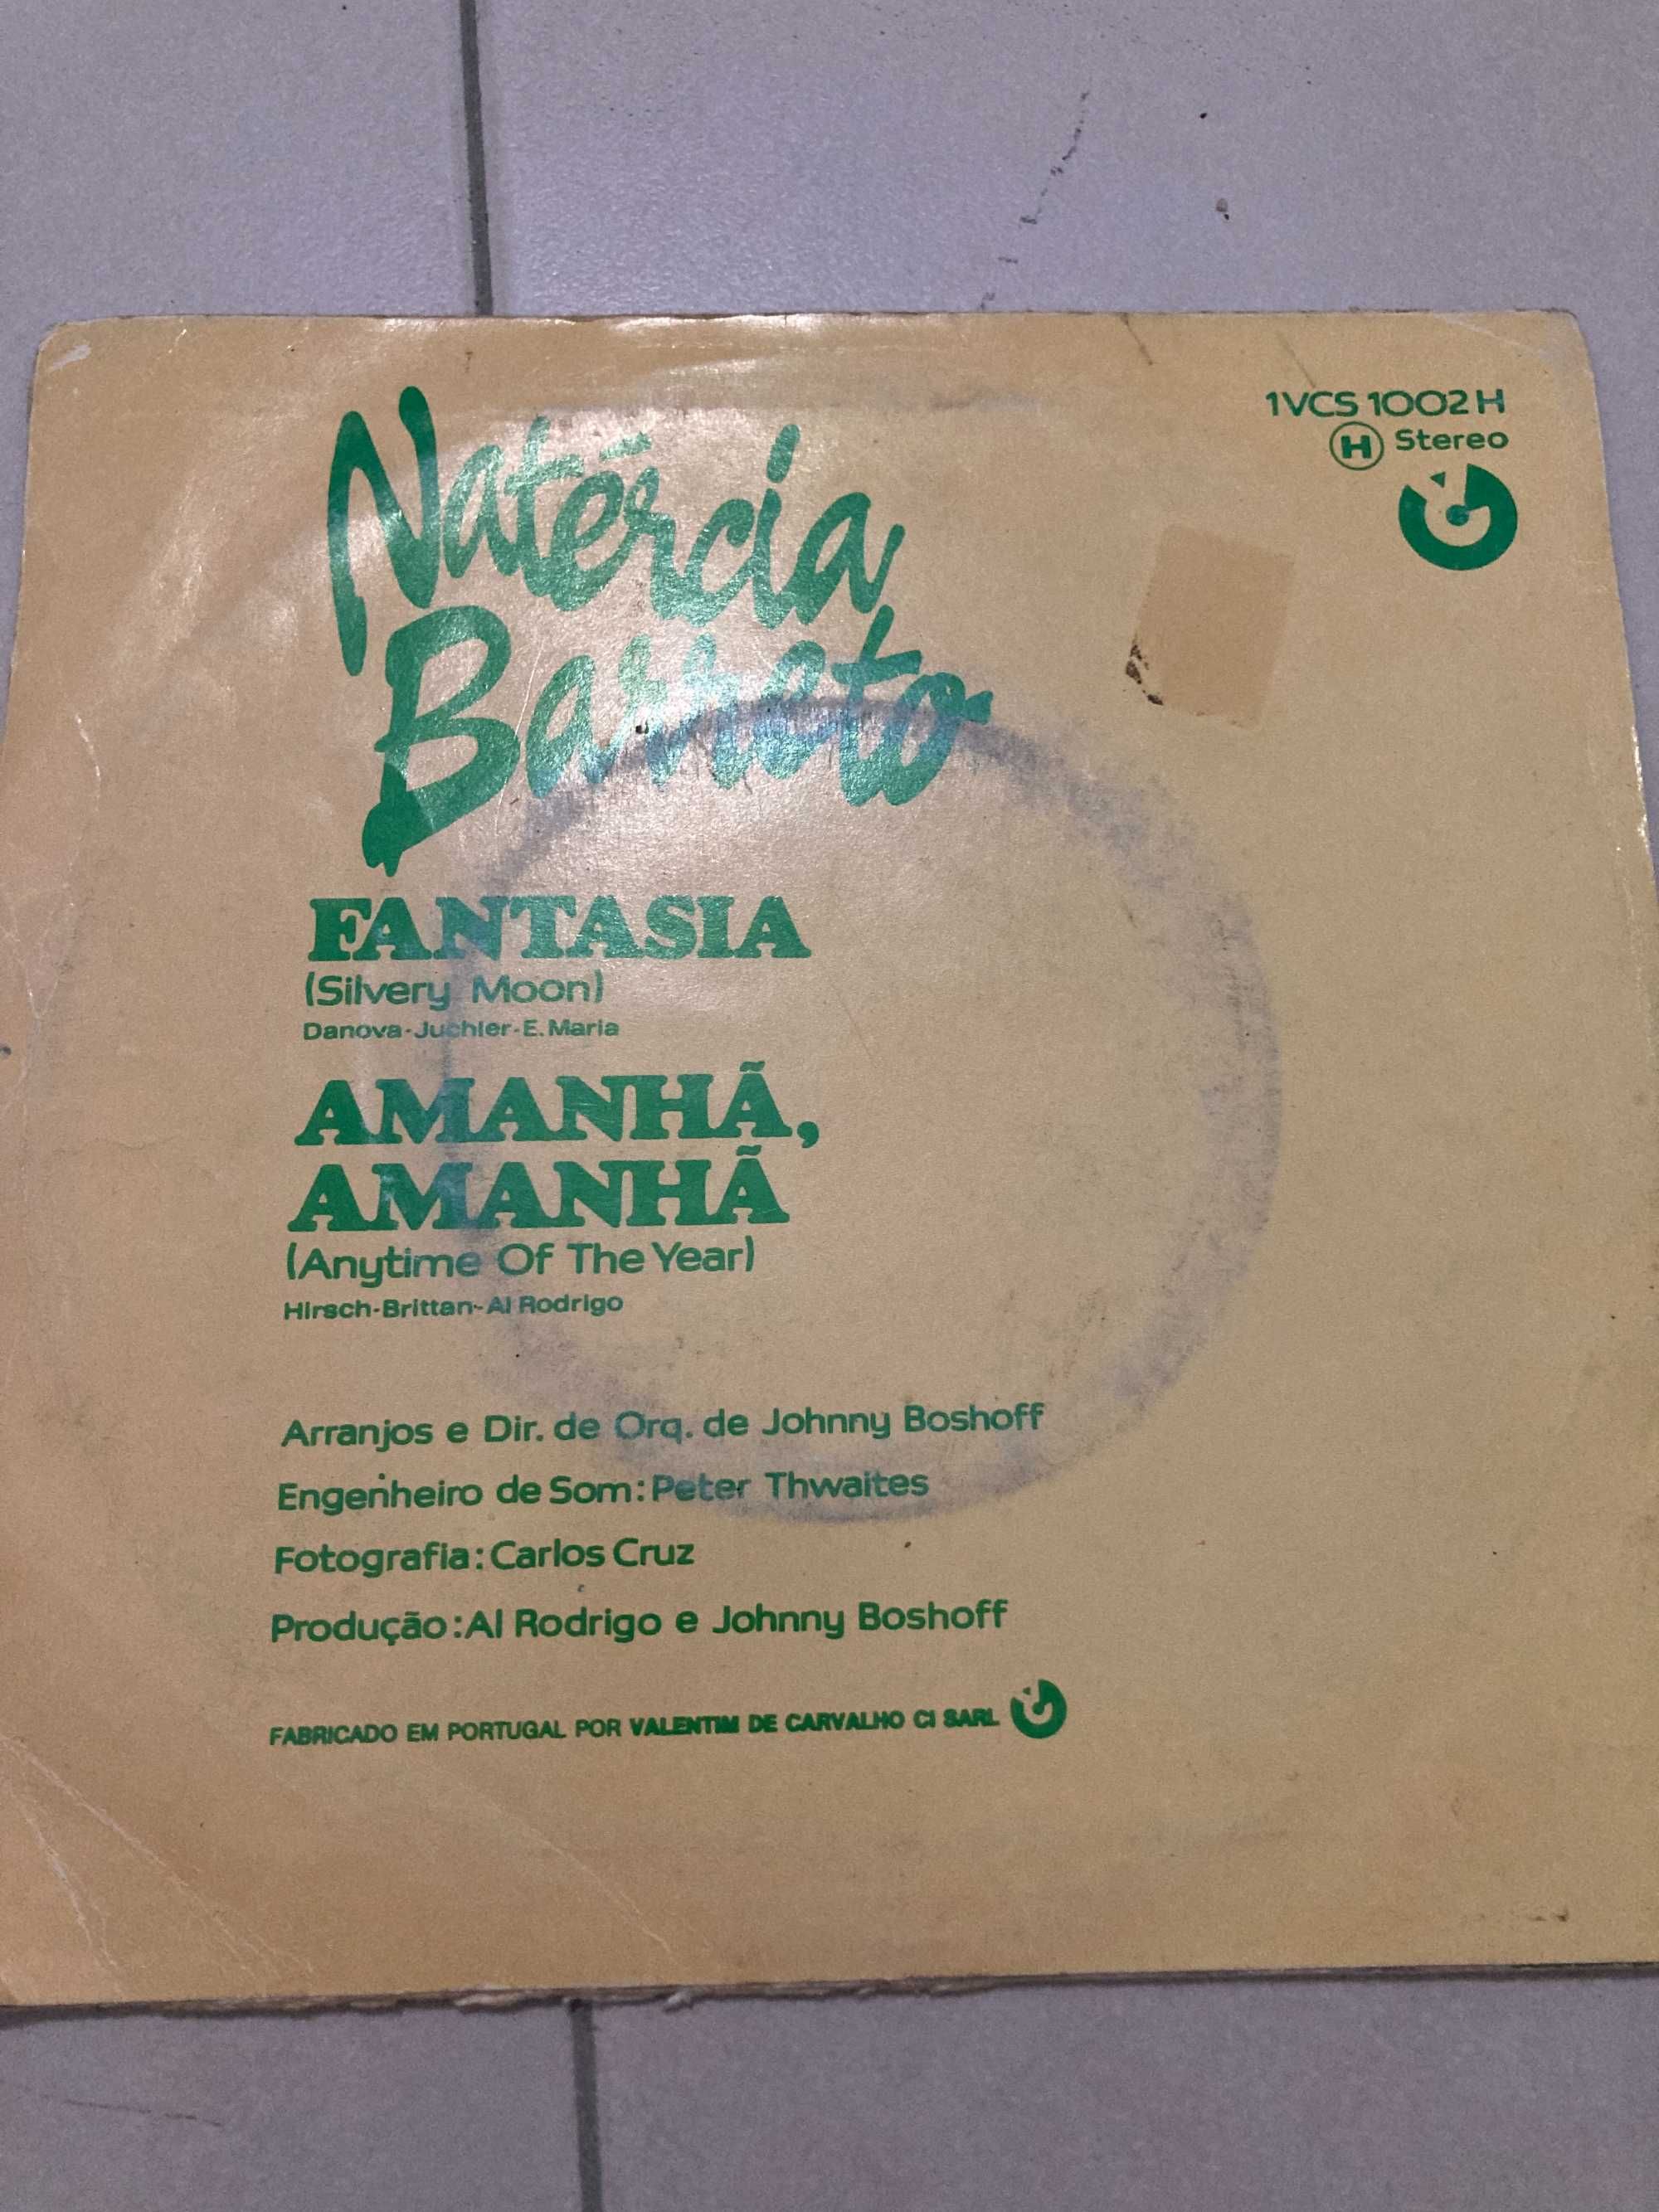 Natércia
Barreto
1VCS 1002 H
H Stereo
FANTASIA
(Silvery Moon)
Danova-Juchler-E. Maria
AMANHÃ,
AMANHÃ
(Anytime Of The Year)
Hirsch-Brittan-Al Rodrigo
Arranjos e Dir. de Orq. de Johnny Boshoff
Engenheiro de Som: Peter Thwaites
Fotografia: Carlos Cruz
Produção: Al Rodrigo e Johnny Boshoff
FABRICADO EM PORTUGAL POR VALENTIM DE CARVALHO CI SARL